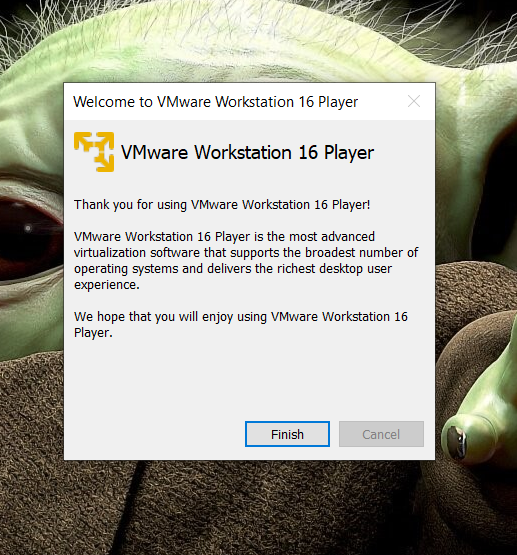 Welcome to VMware Workstation 16 Player
VMware Workstation 16 Player
Thank you for using VMware Workstation 16 Player!
VMware Workstation 16 Player is the most advanced
virtualization software that supports the broadest number of
operating systems and delivers the richest desktop user
experience.
We hope that you will enjoy using VMware Workstation 16
Player.
Finish
Cancel